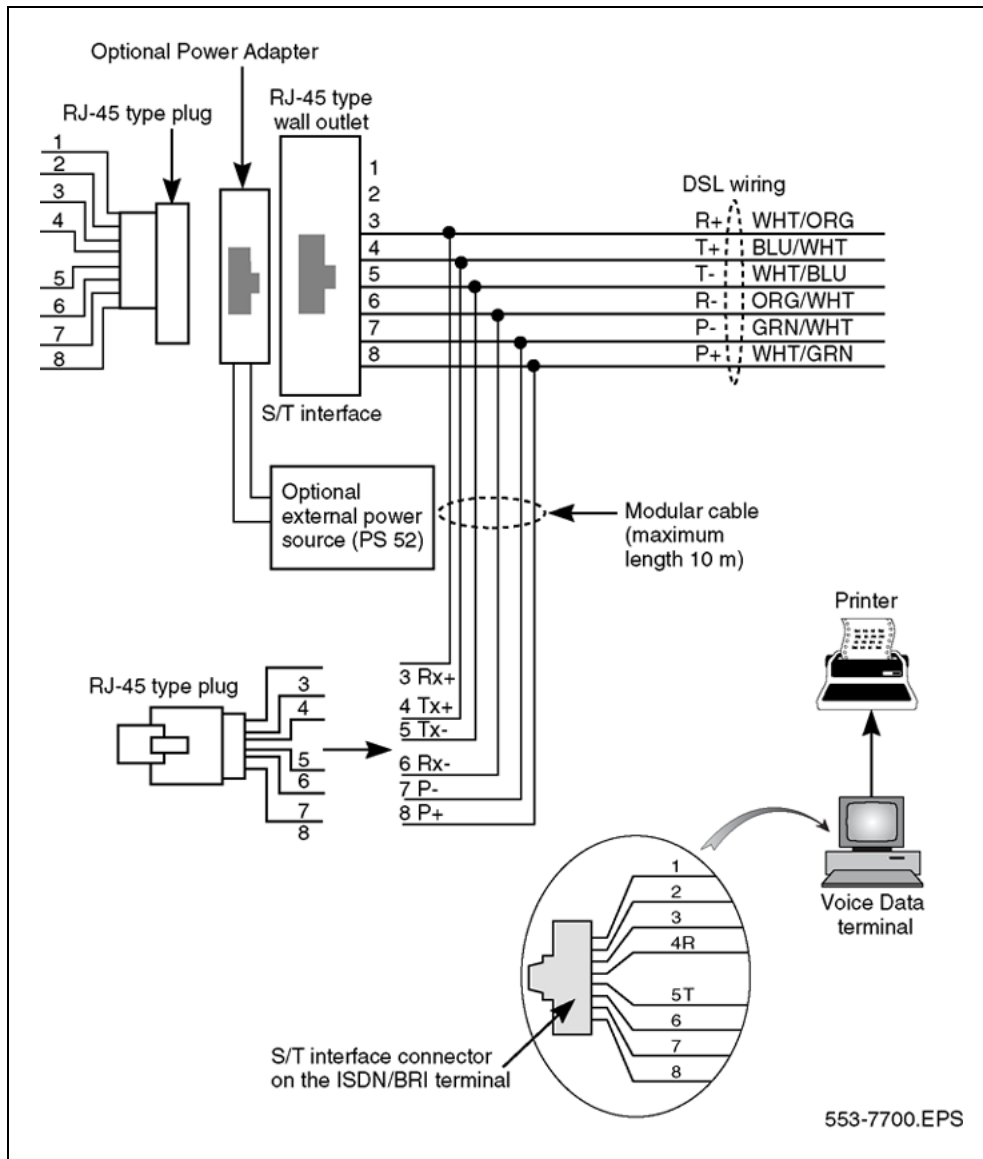 Optional Power Adapter
RJ-45 type plug
RJ-45 type
wall outlet
1
2
3
4
5
6
7
8
1
2
3
4
5
6
7
8
DSL wiring
R+ WHT/ORG
T+ BLU/WHT
T- WHT/BLU
R- ORG/WHT
P- GRN/WHT
P+ WHT/GRN
S/T interface
Optional
external power
source (PS 52)
Modular cable
(maximum
length 10 m)
Printer
RJ-45 type plug
3
4
5
6
7
8
3 Rx+
4 Tx+
5 Tx-
6 Rx-
7 P-
8 P+
Voice Data
terminal
1
2
3
4R
5T
6
7
8
S/T interface connector
on the ISDN/BRI terminal
553-7700.EPS